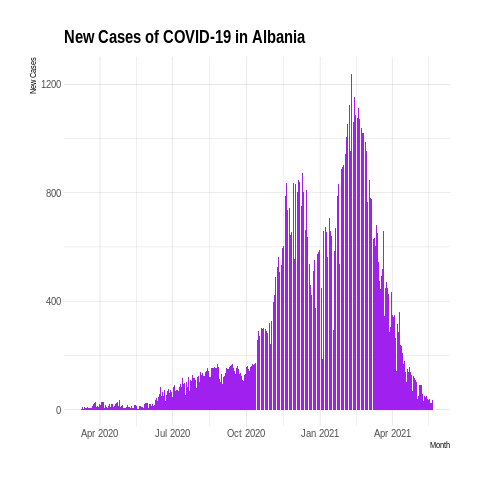 New Cases of COVID-19 in Albania
New Cases
1200
800
400
0
Apr 2020 Jul 2020 Oct 2020 Jan 2021 Apr 2021
Month